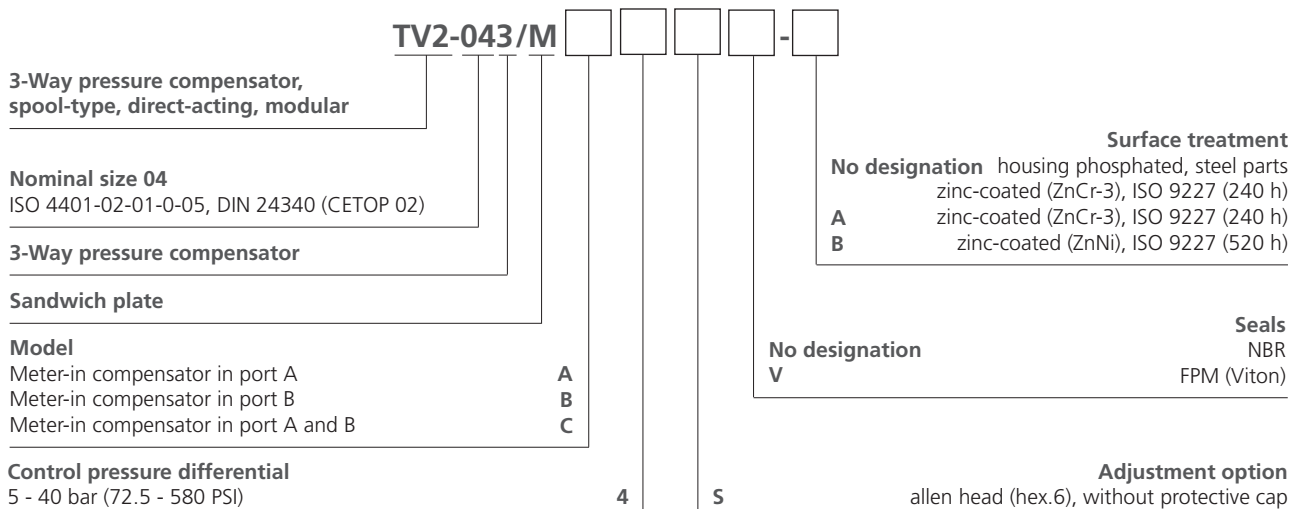 TV2-043/M -
3-Way pressure compensator,
spool-type, direct-acting, modular
Nominal size 04
ISO 4401-02-01-0-05, DIN 24340 (CETOP 02)
3-Way pressure compensator
Sandwich plate
Model
Meter-in compensator in port A A
Meter-in compensator in port B B
Meter-in compensator in port A and B C
Control pressure differential
5 - 40 bar (72.5 - 580 PSI) 4
Surface treatment
No designation housing phosphated, steel parts
zinc-coated (ZnCr-3), ISO 9227 (240 h)
A zinc-coated (ZnCr-3), ISO 9227 (240 h)
B zinc-coated (ZnNi), ISO 9227 (520 h)
Seals
No designation NBR
V FPM (Viton)
Adjustment option
S allen head (hex.6), without protective cap